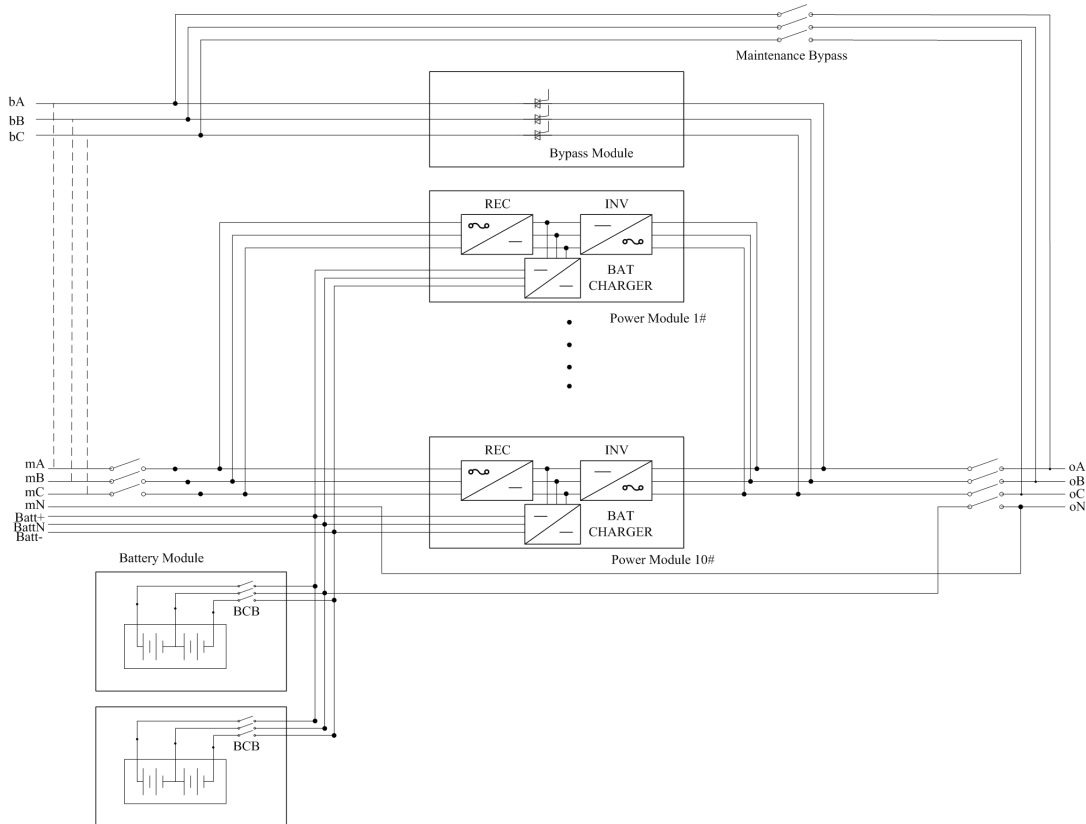 Maintenance Bypass
bA
bB
bC
Bypass Module
REC
INV
BAT
CHARGER
Power Module 1#
REC
INV
BAT
CHARGER
Power Module 10#
mA
mB
mC
mN
Batt+
BattN
Batt-
oA
oB
oC
oN
Battery Module
BCB
BCB